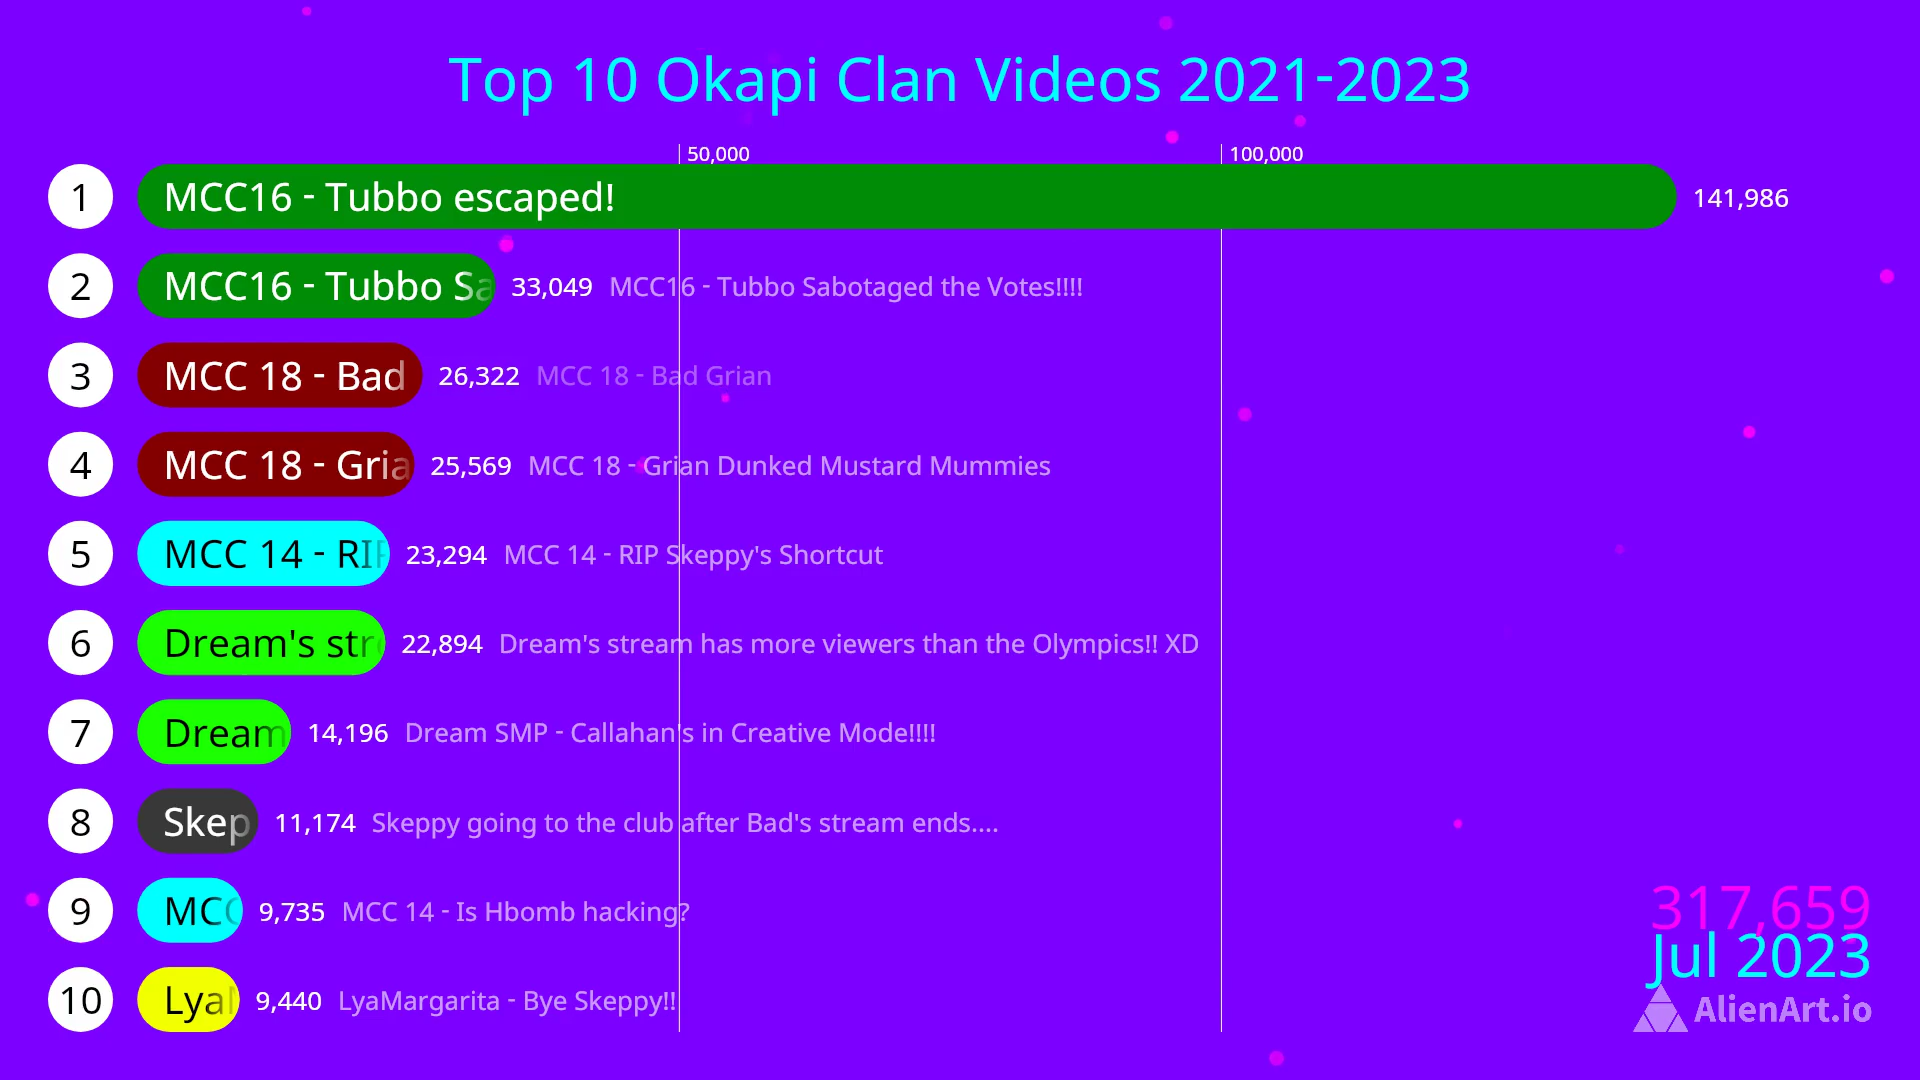 Top 10 Okapi Clan Videos 2021-2023
50,000 100,000
1 MCC16 - Tubbo escaped! 141,986
2 MCC16 - Tubbo Sa 33,049 MCC16 - Tubbo Sabotaged the Votes!!!!
3 MCC 18 - Bad 26,322 MCC 18 - Bad Grian
4 MCC 18 - Gria 25,569 MCC 18 - Grian Dunked Mustard Mummies
5 MCC 14 - RIP 23,294 MCC 14 - RIP Skeppy's Shortcut
6 Dream's stre 22,894 Dream's stream has more viewers than the Olympics!! XD
7 Dream 14,196 Dream SMP - Callahan's in Creative Mode!!!!
8 Skep 11,174 Skeppy going to the club after Bad's stream ends....
9 MCC 9,735 MCC 14 - Is Hbomb hacking?
10 LyaM 9,440 LyaMargarita - Bye Skeppy!!
317,659
Jul 2023
AlienArt.io